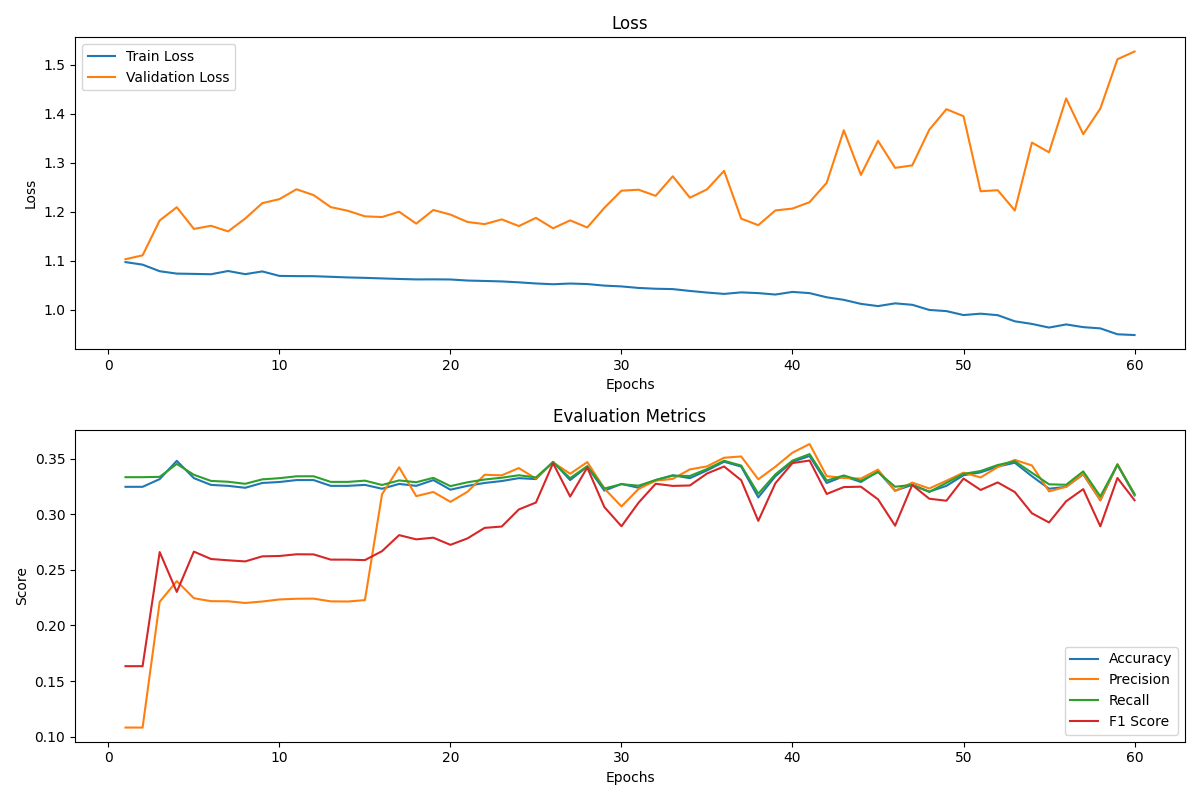 Loss
Train Loss
Validation Loss
1.5
1.4
1.3
1.2
1.1
1.0
Loss
0 10 20 30 40 50 60
Epochs
Evaluation Metrics
0.35
0.30
0.25
0.20
0.15
0.10
Score
Accuracy
Precision
Recall
F1 Score
0 10 20 30 40 50 60
Epochs